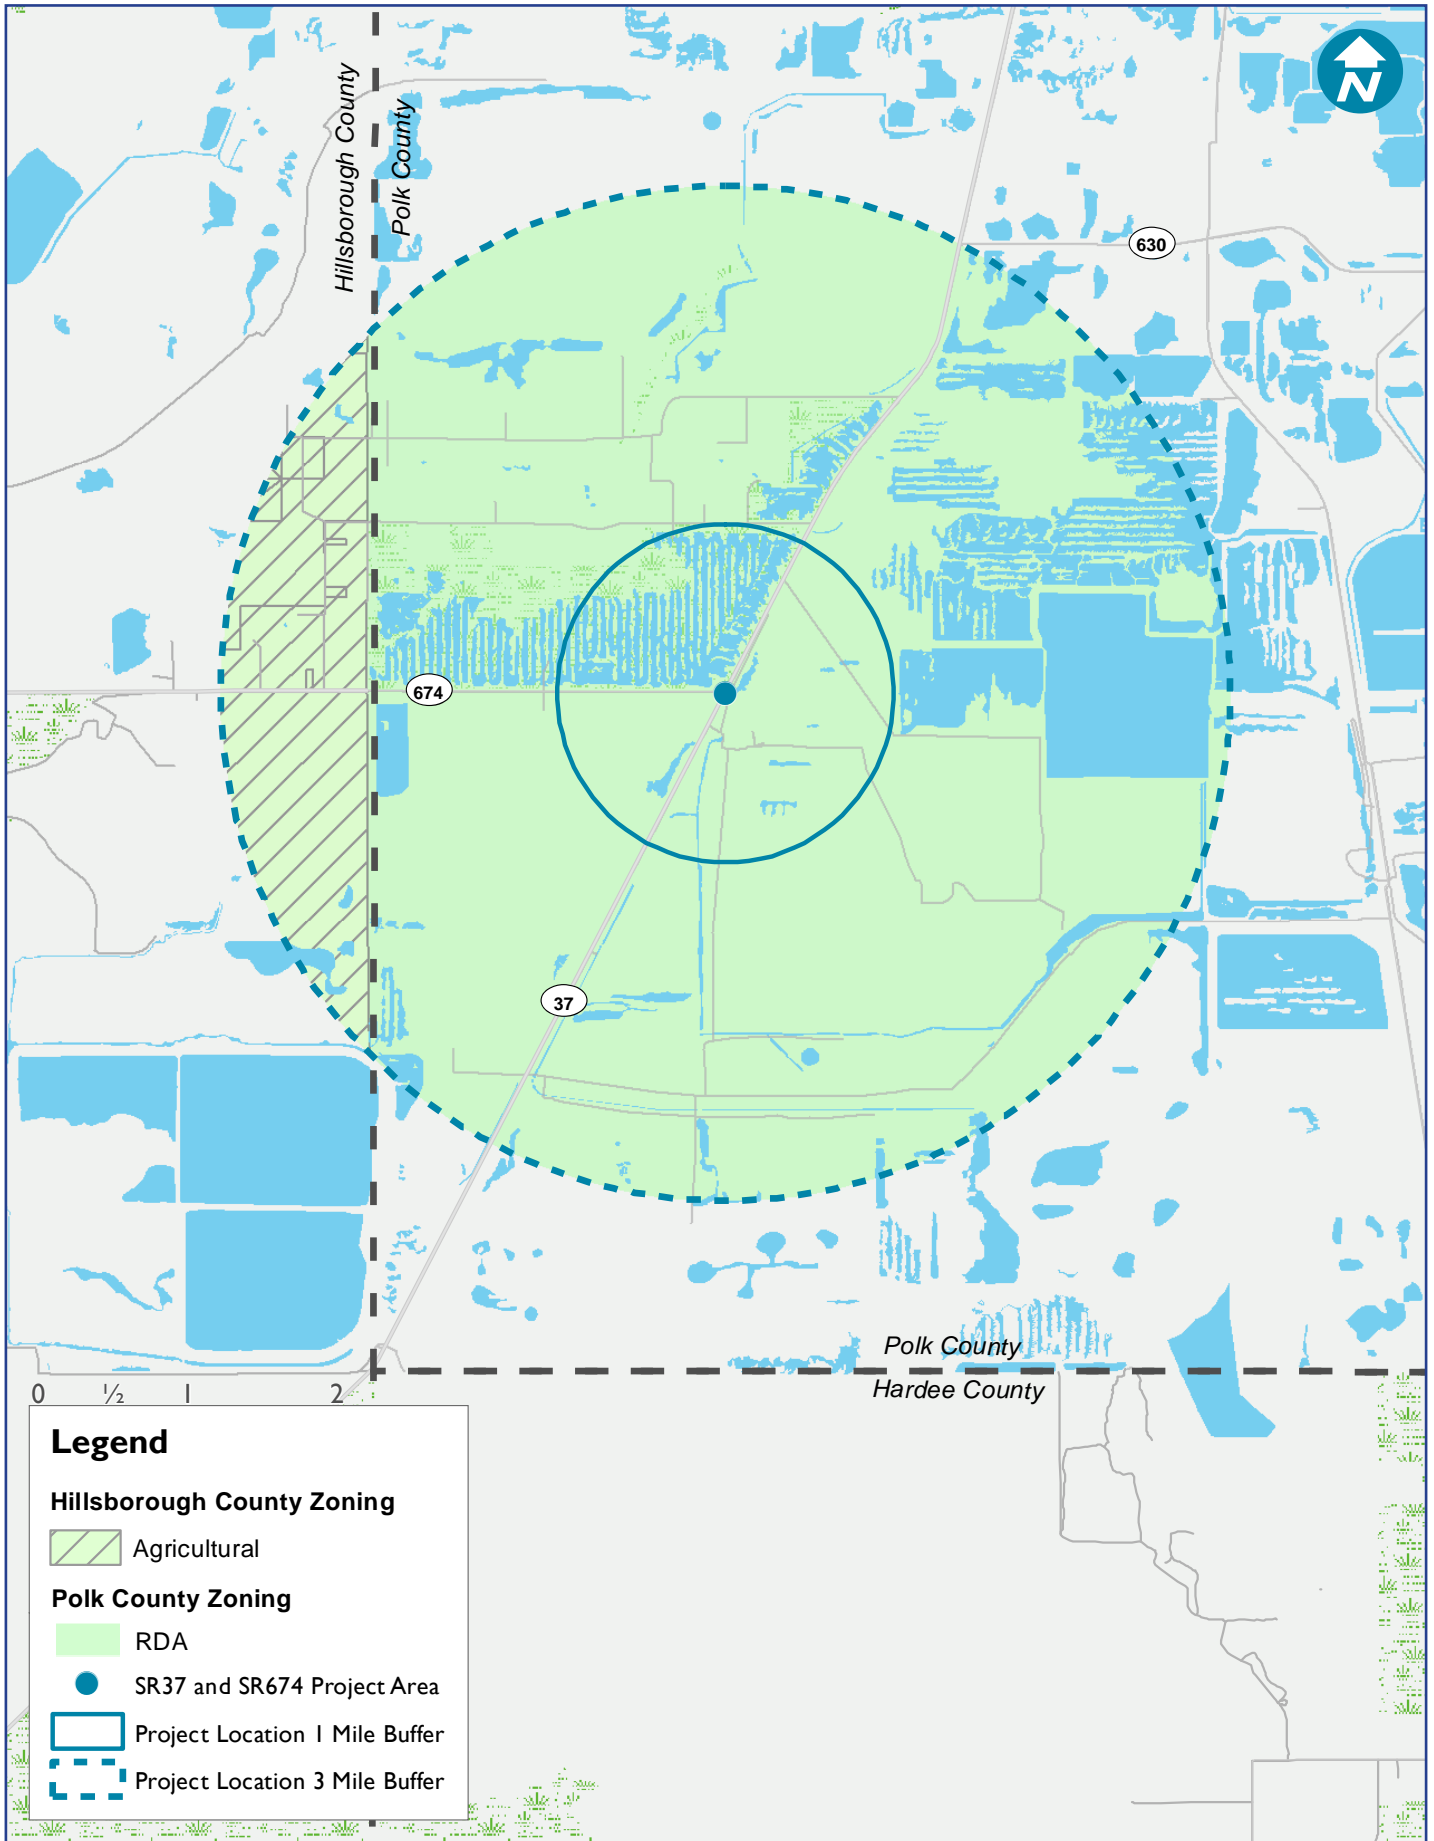 N
Hillsborough County
Polk County
630
674
37
Polk County
Hardee County
0 ½ 1 2
Legend
Hillsborough County Zoning
Agricultural
Polk County Zoning
RDA
SR37 and SR674 Project Area
Project Location 1 Mile Buffer
Project Location 3 Mile Buffer